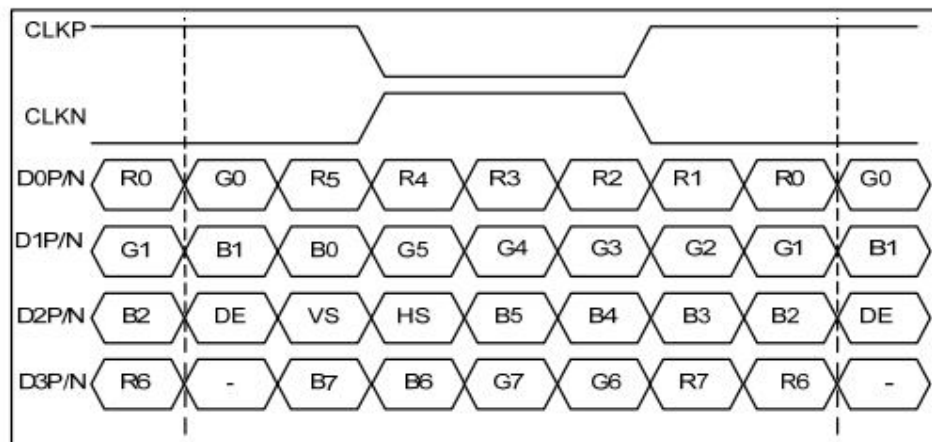 CLKP
CLKN
D0P/N R0 G0 R5 R4 R3 R2 R1 R0 G0
D1P/N G1 B1 B0 G5 G4 G3 G2 G1 B1
D2P/N B2 DE VS HS B5 B4 B3 B2 DE
D3P/N R6 - B7 B6 G7 G6 R7 R6 -